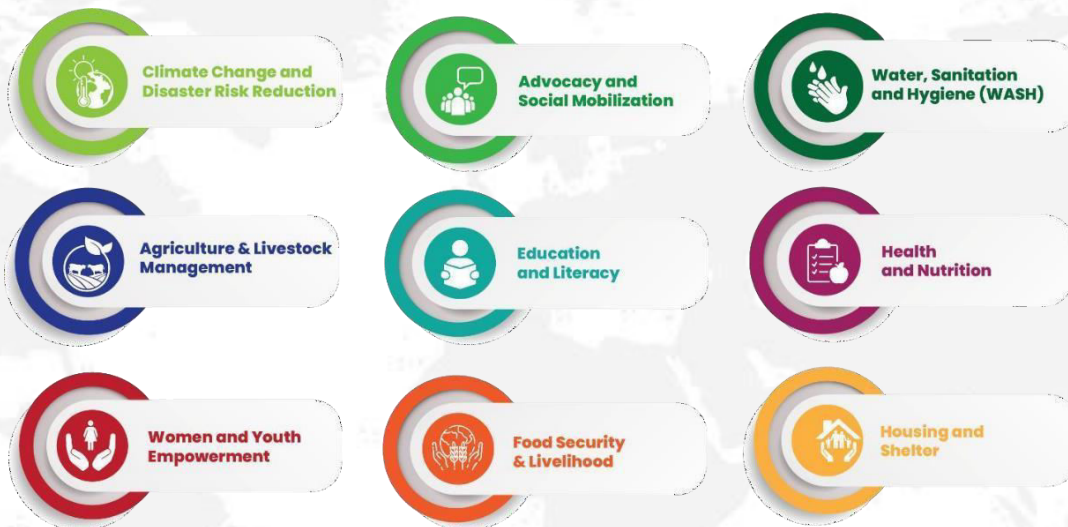 Climate Change and
Disaster Risk Reduction
Advocacy and
Social Mobilization
Water, Sanitation
and Hygiene (WASH)
Agriculture & Livestock
Management
Education
and Literacy
Health
and Nutrition
Women and Youth
Empowerment
Food Security
& Livelihood
Housing and
Shelter